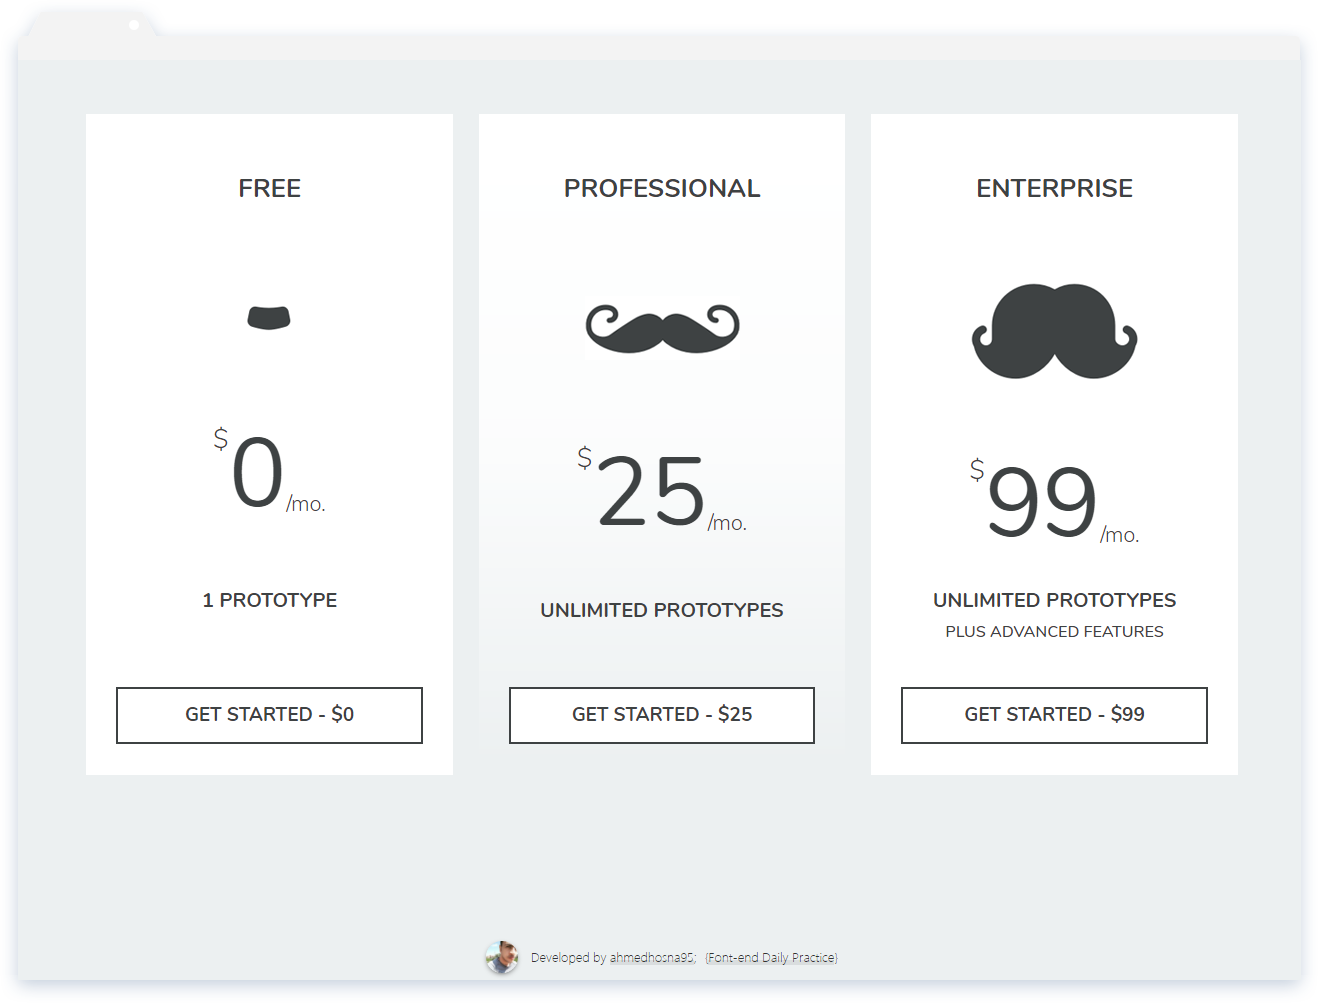 FREE
$0/mo.
1 PROTOTYPE
GET STARTED - $0
PROFESSIONAL
$25/mo.
UNLIMITED PROTOTYPES
GET STARTED - $25
ENTERPRISE
$99/mo.
UNLIMITED PROTOTYPES
PLUS ADVANCED FEATURES
GET STARTED - $99
Developed by ahmedhosna95; {Font-end Daily Practice}